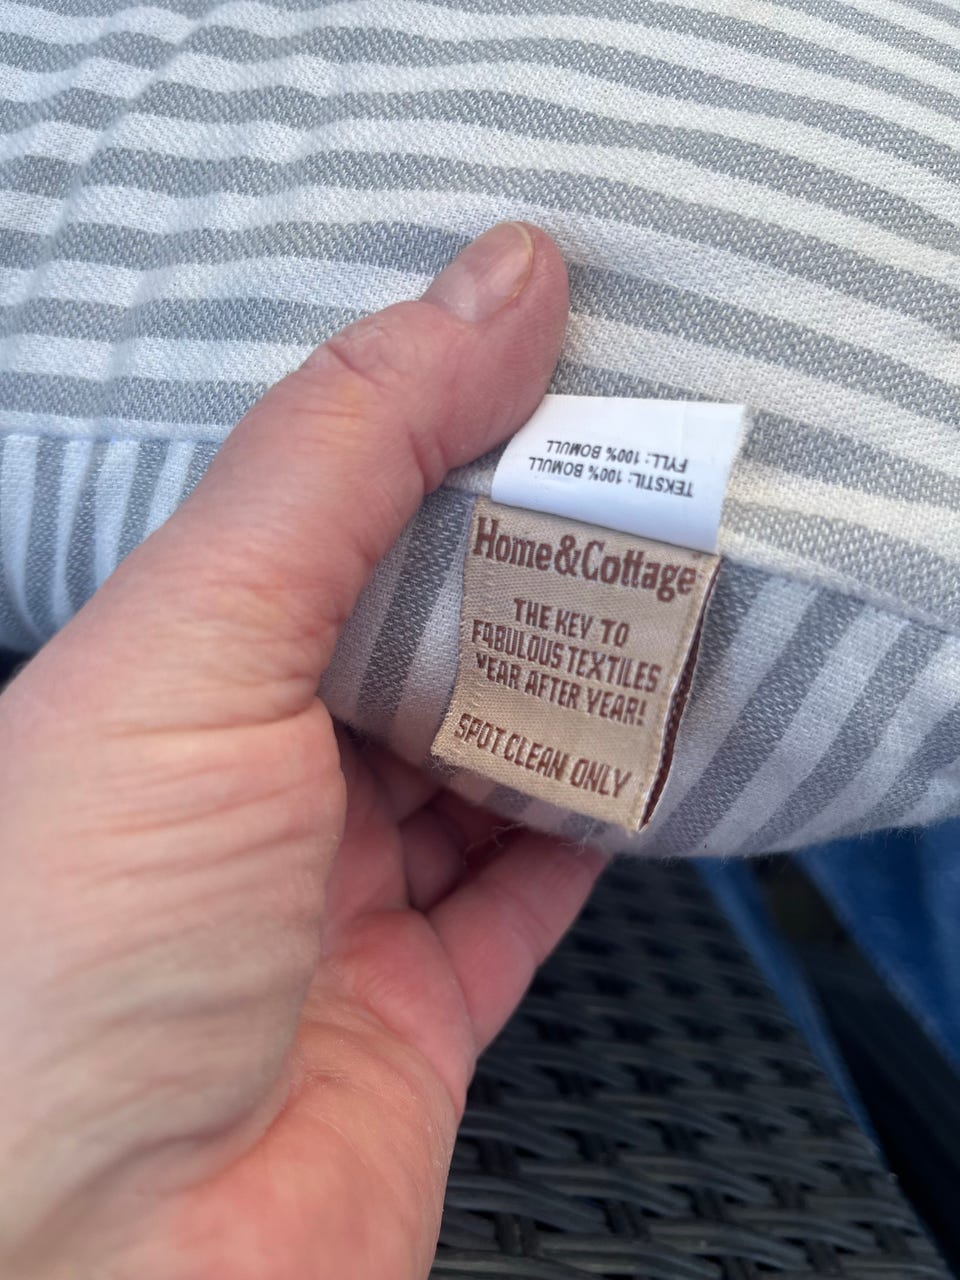 TEKSTIL: 100% BOMULL
FYLL: 100% BOMULL
Home&Cottage
THE KEY TO
FABULOUS TEXTILES
YEAR AFTER YEAR!
SPOT CLEAN ONLY